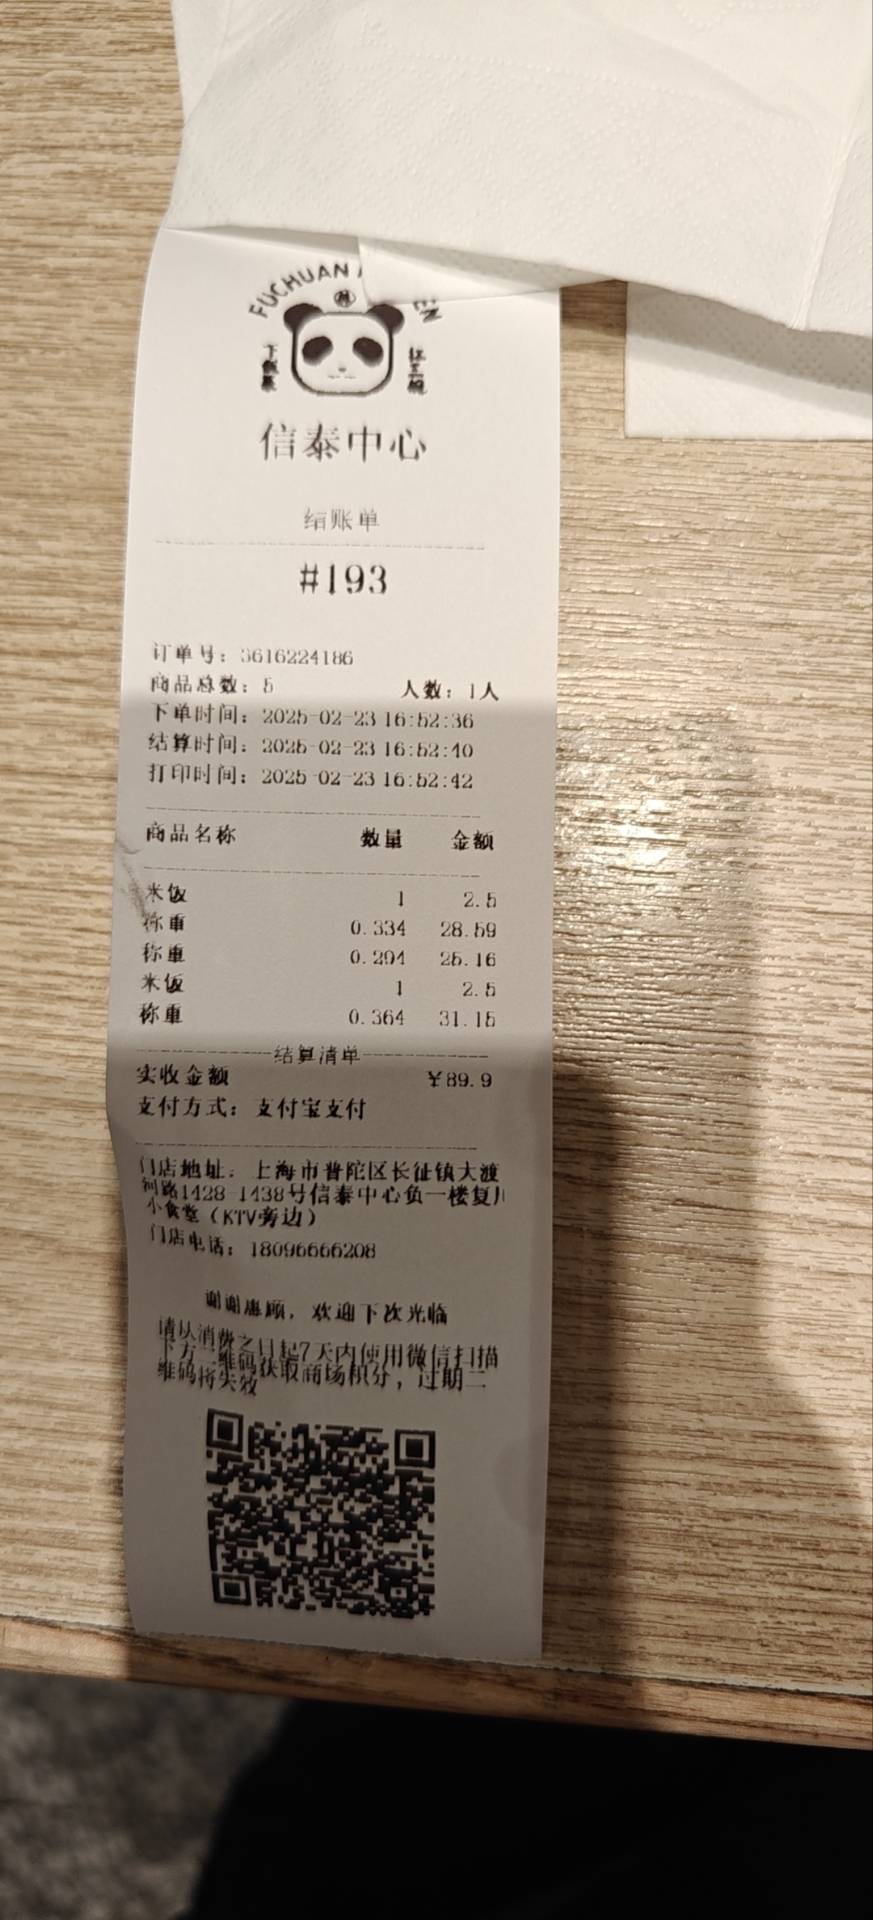 FUCHUAN
下饭菜
信泰中心
结账单
#193
订单号：3616224186
商品总数：5 人数：1人
下单时间：2025-02-23 16:52:36
结算时间：2025-02-23 16:52:40
打印时间：2025-02-23 16:52:42
商品名称 数量 金额
米饭 1 2.5
称重 0.334 28.59
称重 0.294 25.16
米饭 1 2.5
称重 0.364 31.15
结算清单
实收金额 ￥89.9
支付方式：支付宝支付
门店地址：上海市普陀区长征镇大渡
河路1428-1438号信泰中心负一楼复川
小食堂（KTV旁边）
门店电话：18096666208
谢谢惠顾，欢迎下次光临
请从消费之日起7天内使用微信扫描
下方二维码获取商场积分，过期二
维码将失效